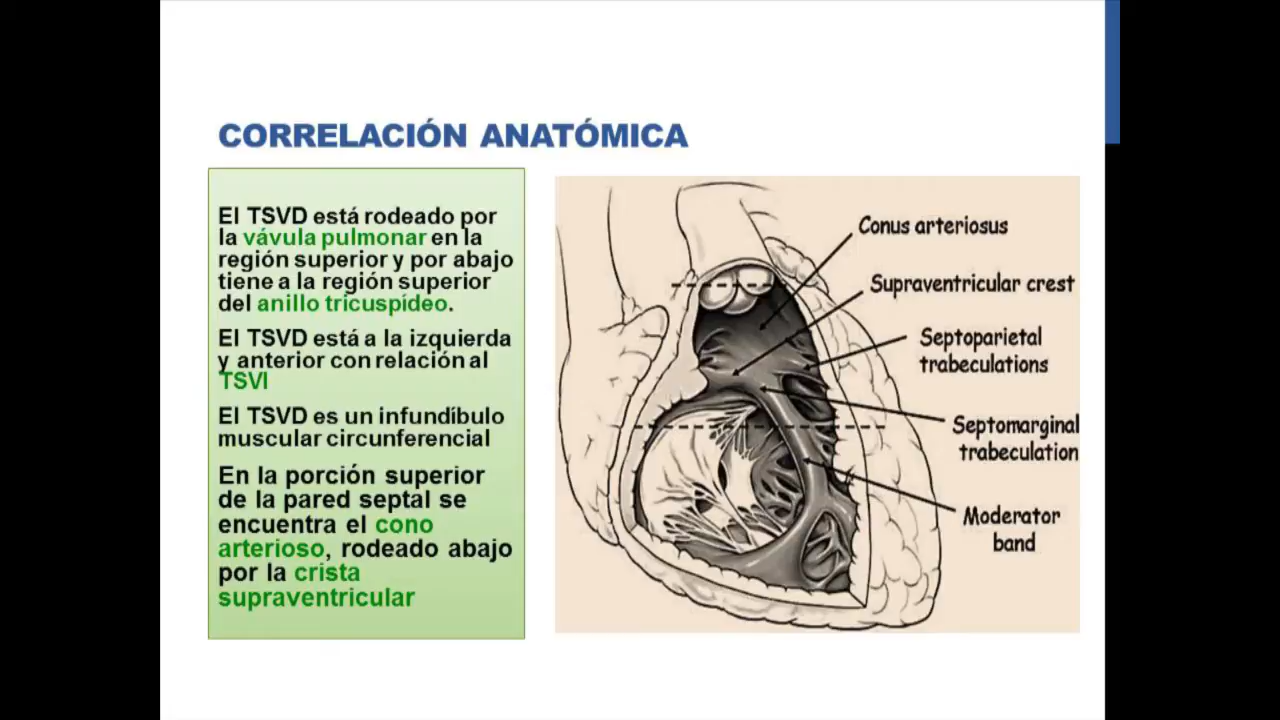 CORRELACIÓN ANATÓMICA
El TSVD está rodeado por
la vávula pulmonar en la
región superior y por abajo
tiene a la región superior
del anillo tricuspídeo.
El TSVD está a la izquierda
y anterior con relación al
TSVI
El TSVD es un infundíbulo
muscular circunferencial
En la porción superior
de la pared septal se
encuentra el cono
arterioso, rodeado abajo
por la crista
supraventricular
Conus arteriosus
Supraventricular crest
Septoparietal
trabeculations
Septomarginal
trabeculation
Moderator
band